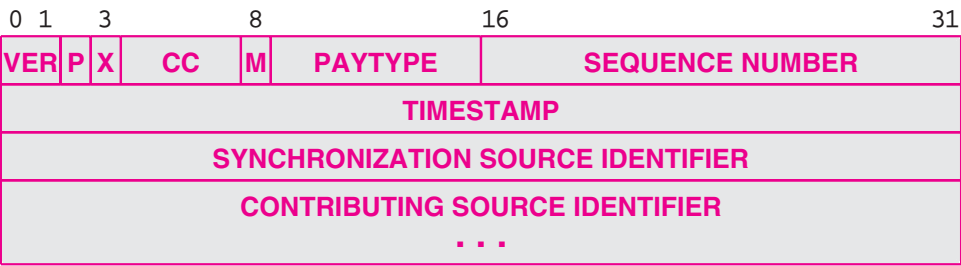 0 1 3 8 16 31
VER P X CC M PAYTYPE SEQUENCE NUMBER
TIMESTAMP
SYNCHRONIZATION SOURCE IDENTIFIER
CONTRIBUTING SOURCE IDENTIFIER
. . .